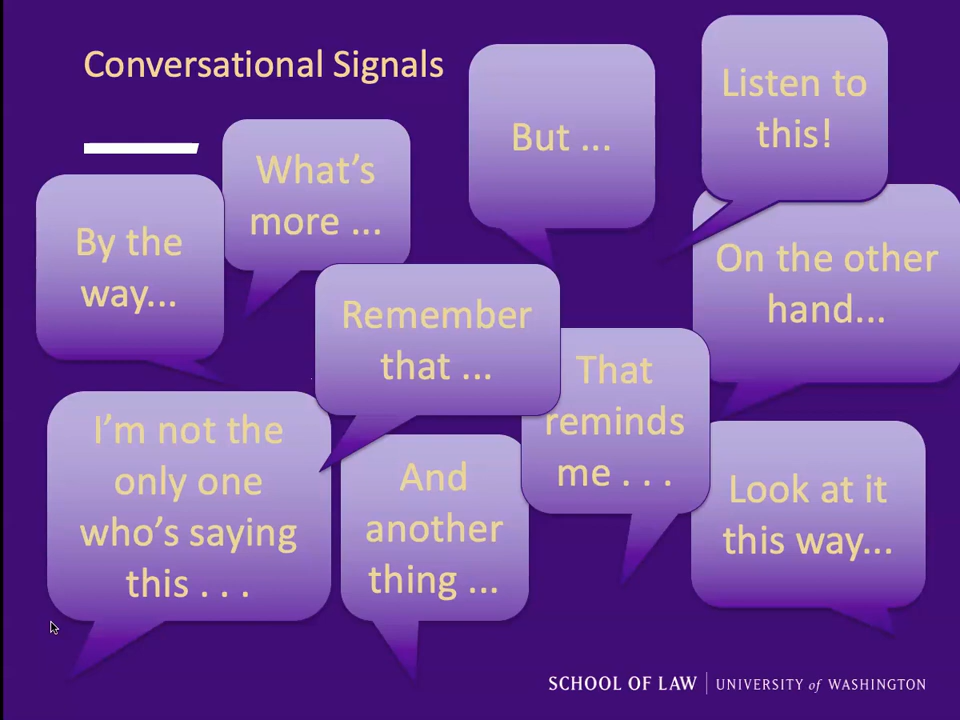 Conversational Signals
But ...
Listen to
this!
What's
more ...
By the
way...
On the other
hand...
Remember
that ...
That
reminds
me . . .
I'm not the
only one
who's saying
this . . .
And
another
thing ...
Look at it
this way...
SCHOOL OF LAW | UNIVERSITY of WASHINGTON